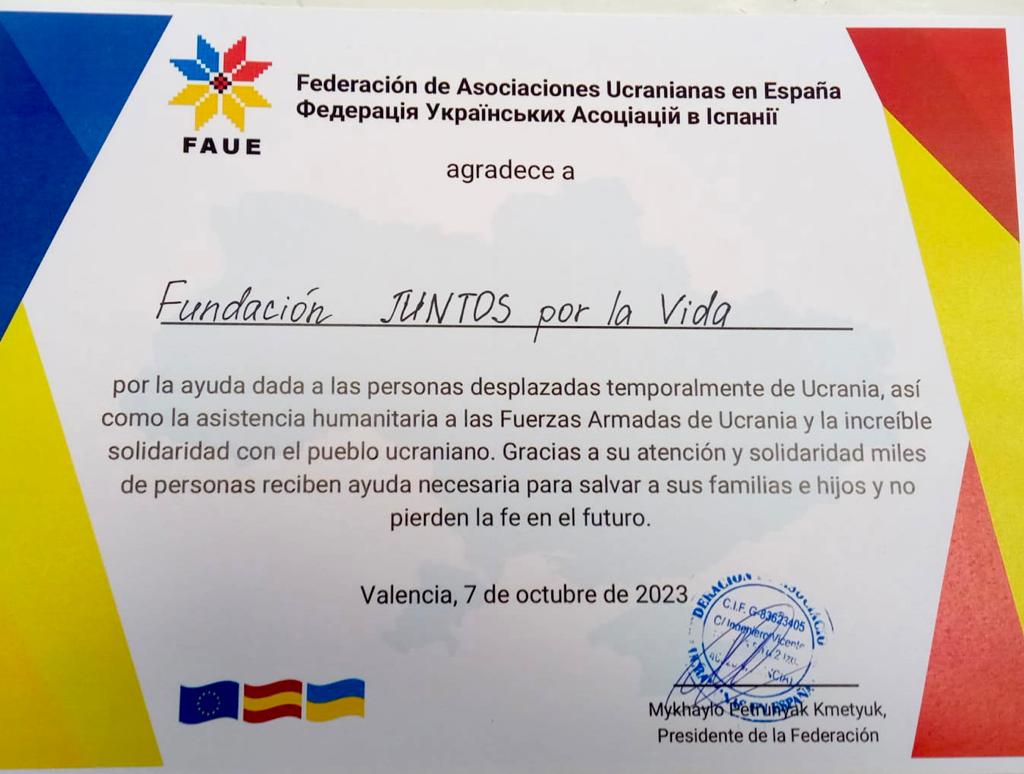 Federación de Asociaciones Ucranianas en España
Федерація Українських Асоціацій в Іспанії
FAUE
agradece a
Fundación JUNTOS por la Vida
por la ayuda dada a las personas desplazadas temporalmente de Ucrania, así
como la asistencia humanitaria a las Fuerzas Armadas de Ucrania y la increíble
solidaridad con el pueblo ucraniano. Gracias a su atención y solidaridad miles
de personas reciben ayuda necesaria para salvar a sus familias e hijos y no
pierden la fe en el futuro.
Valencia, 7 de octubre de 2023
C.I.F. G-83623405
C/ Ingeniero Vicente
Mykhaylo Petrunyak Kmetyuk,
Presidente de la Federación